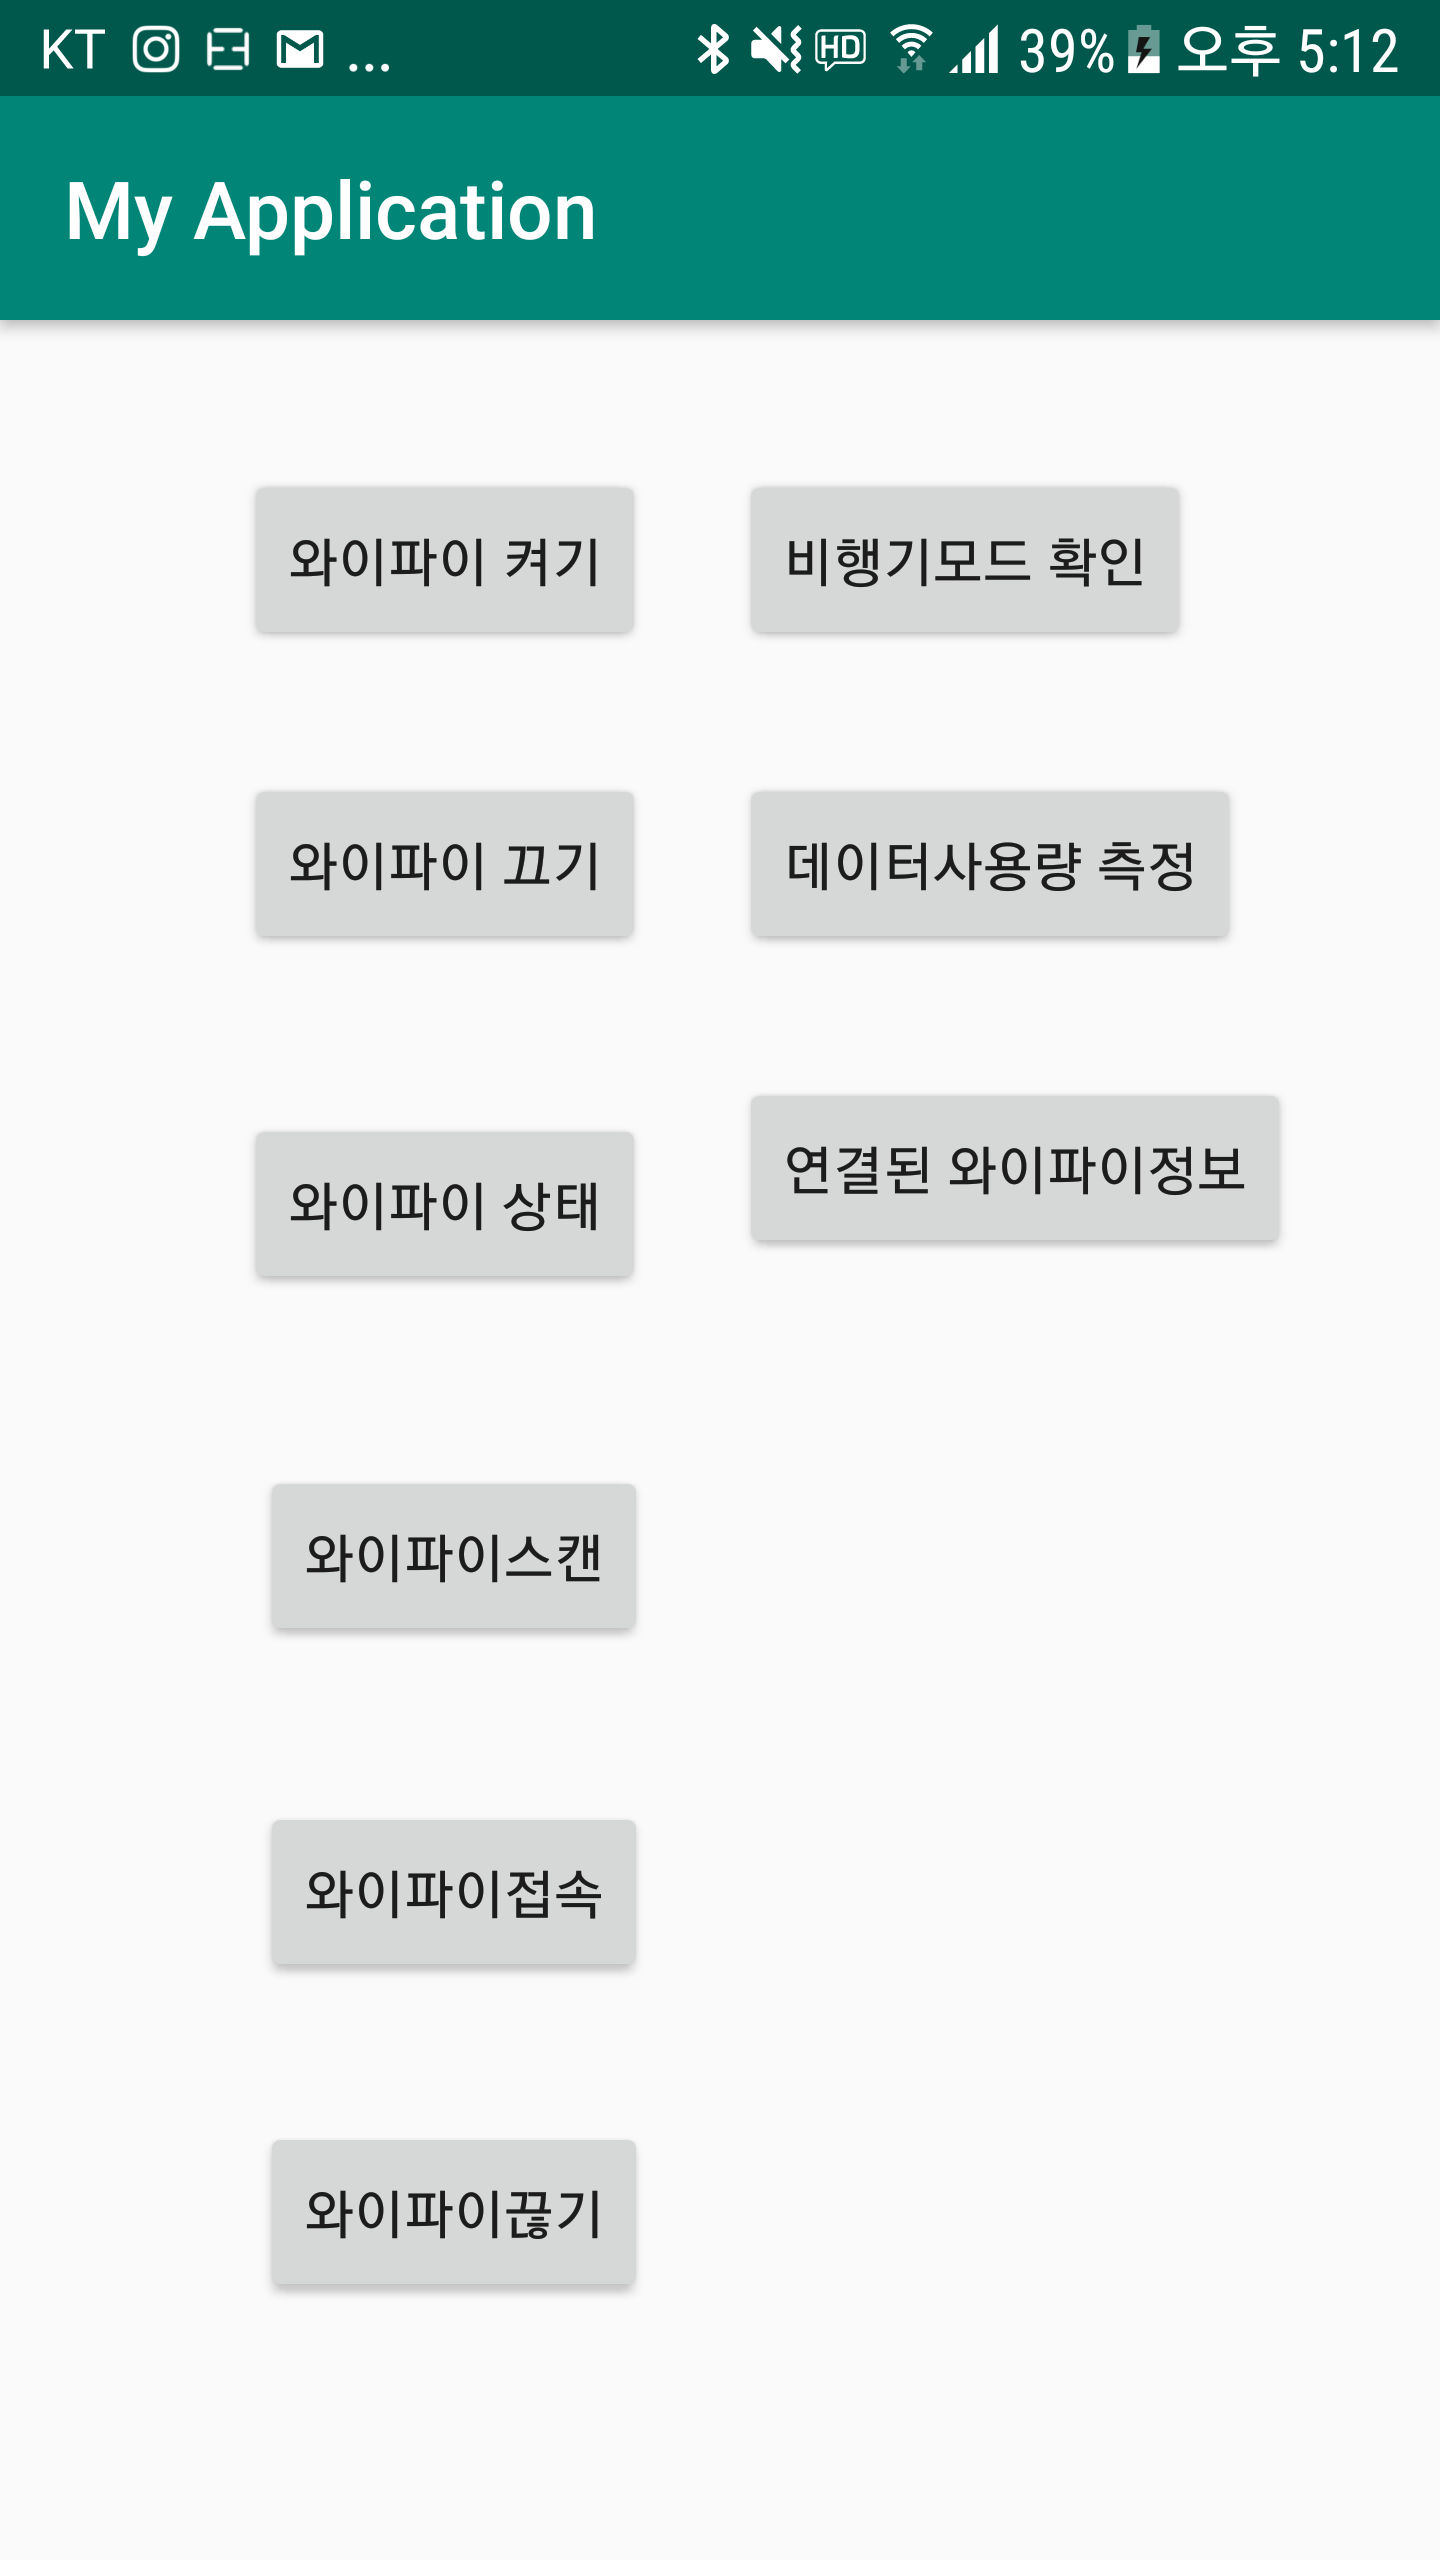 KT ... HD 39% 오후 5:12
My Application
와이파이 켜기
비행기모드 확인
와이파이 끄기
데이터사용량 측정
와이파이 상태
연결된 와이파이정보
와이파이스캔
와이파이접속
와이파이끊기